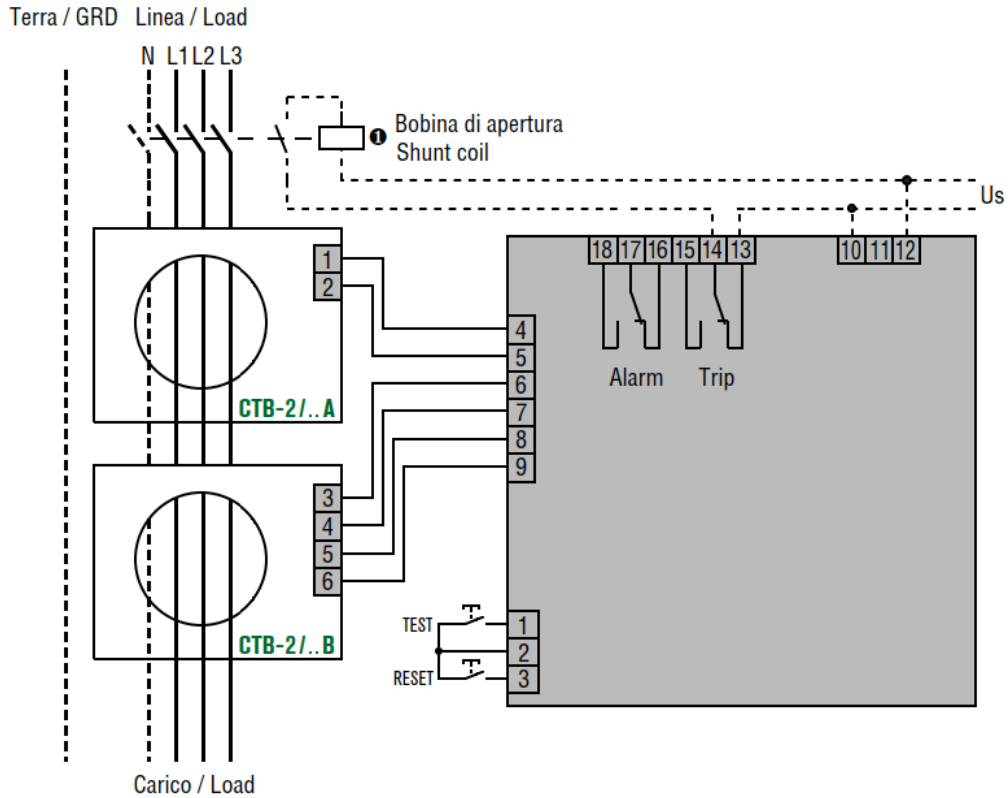 Terra / GRD Linea / Load
N L1 L2 L3
❶ Bobina di apertura
Shunt coil
Us
18 17 16 15 14 13 10 11 12
Alarm Trip
1
2
CTB-2/..A
4
5
6
7
8
9
3
4
5
6
CTB-2/..B
TEST
RESET
1
2
3
Carico / Load